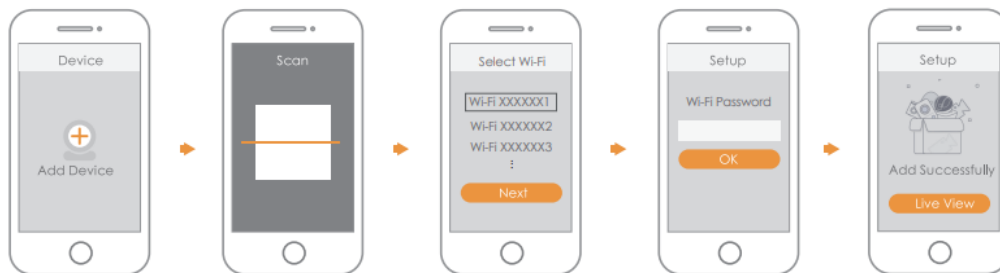 Device
Add Device
Scan
Select Wi-Fi
Wi-Fi XXXXXX1
Wi-Fi XXXXXX2
Wi-Fi XXXXXX3
⋮
Next
Setup
Wi-Fi Password
OK
Setup
Add Successfully
Live View